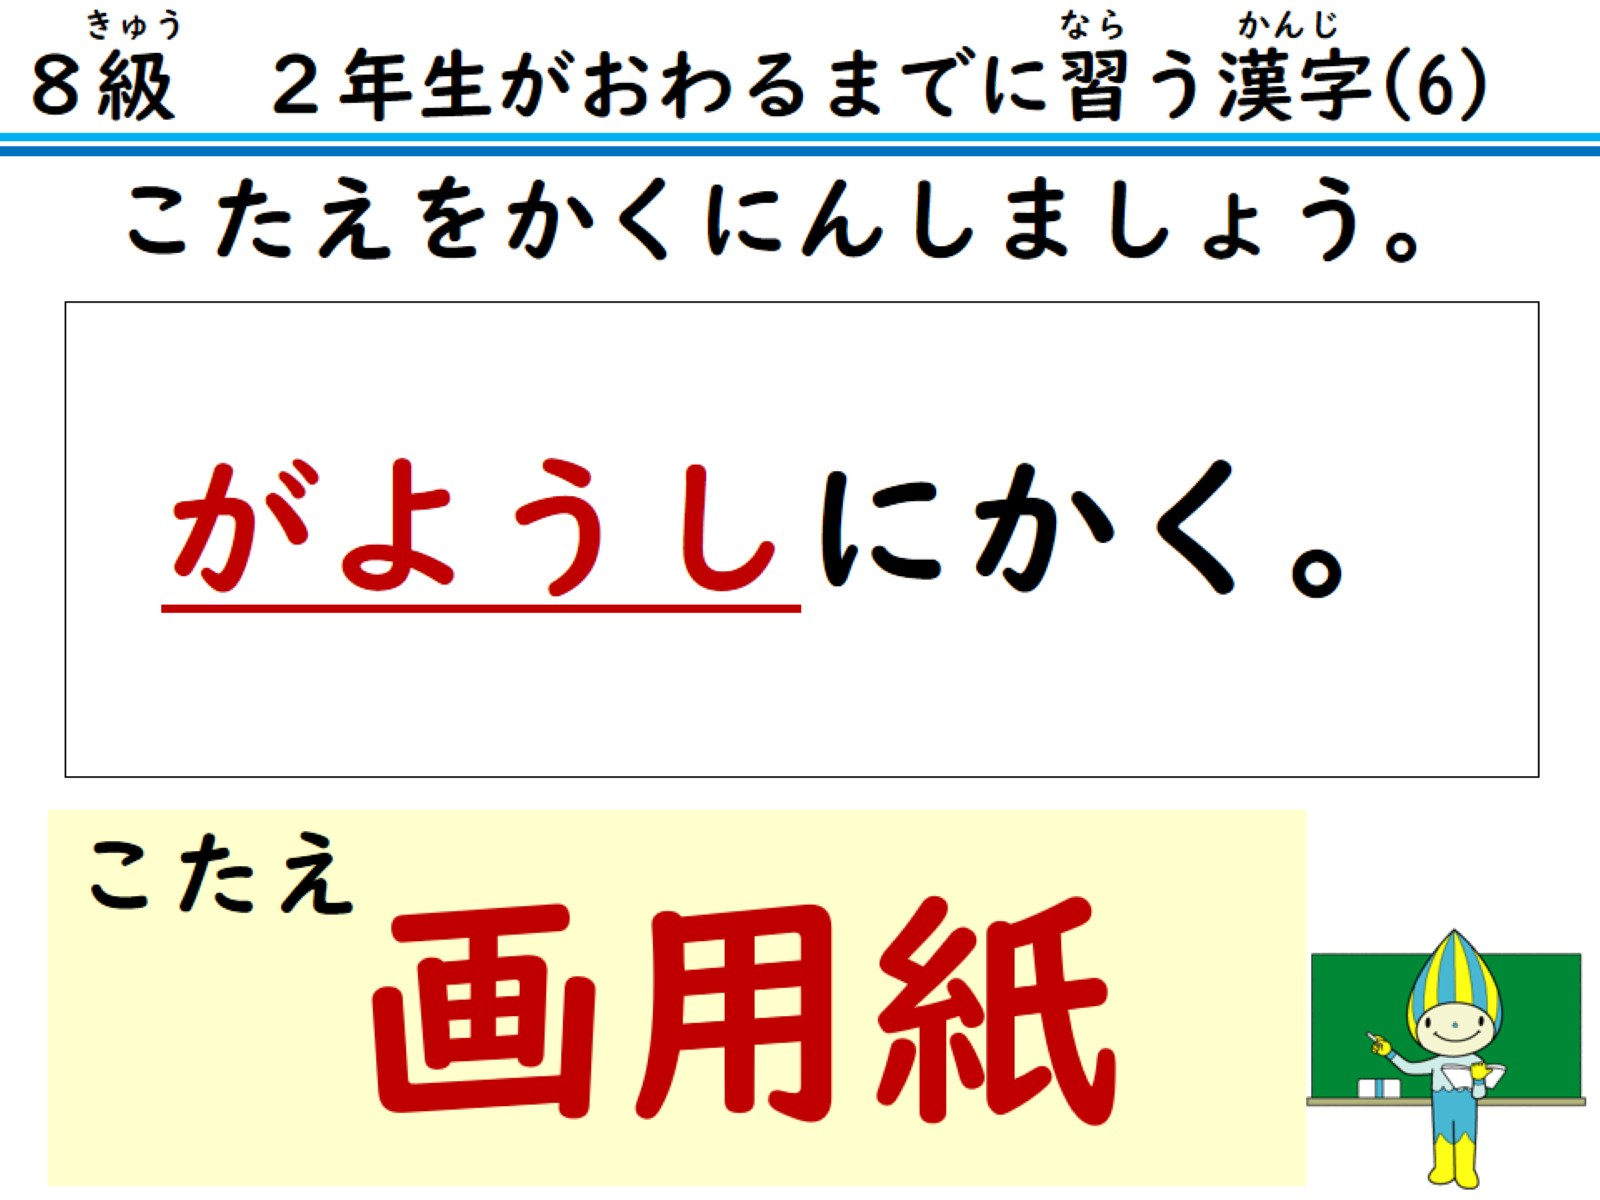 きゅう なら かんじ
８級　２年生がおわるまでに習う漢字(6)
こたえをかくにんしましょう。
がようしにかく。
こたえ
画用紙